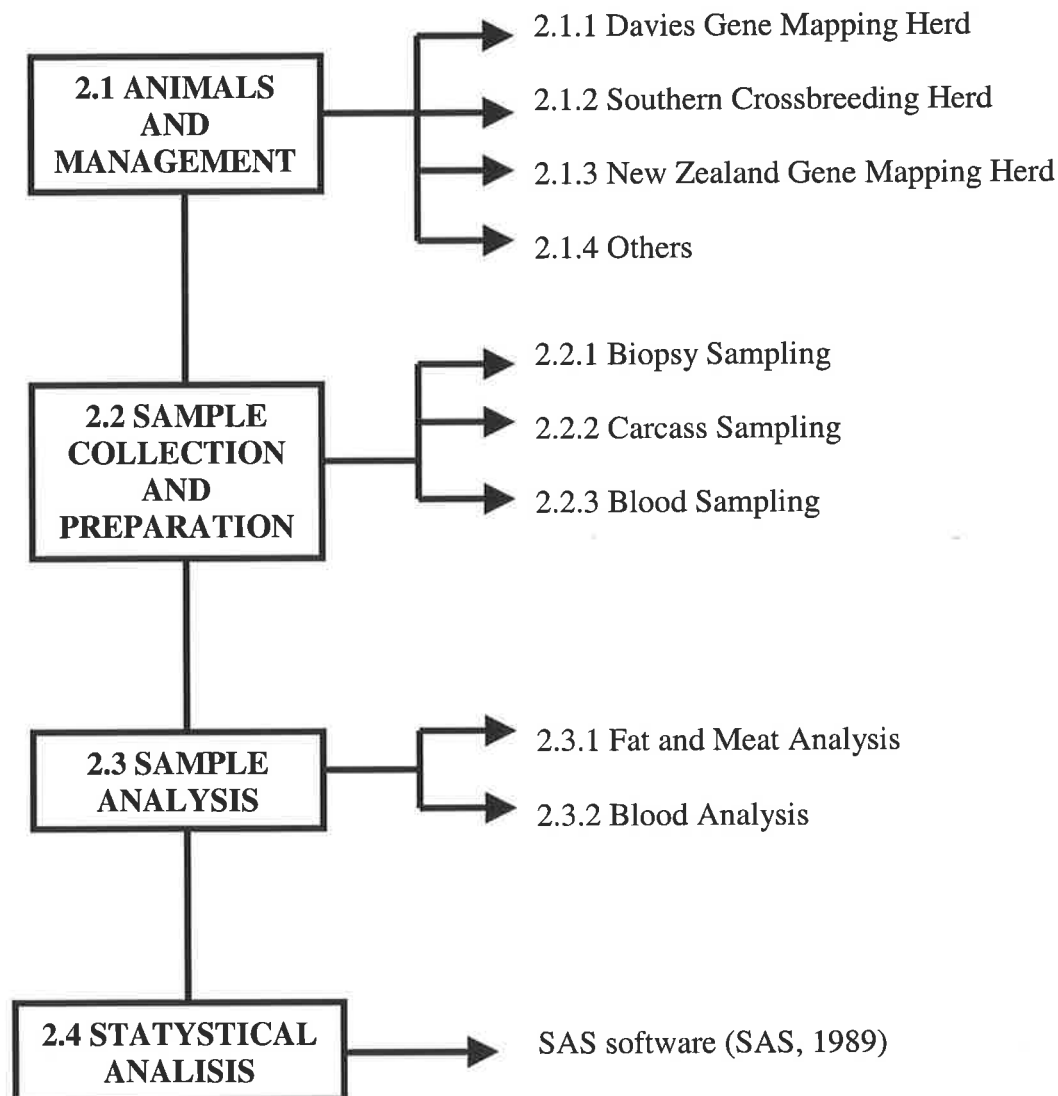 2.1 ANIMALS
AND
MANAGEMENT
2.1.1 Davies Gene Mapping Herd
2.1.2 Southern Crossbreeding Herd
2.1.3 New Zealand Gene Mapping Herd
2.1.4 Others
2.2 SAMPLE
COLLECTION
AND
PREPARATION
2.2.1 Biopsy Sampling
2.2.2 Carcass Sampling
2.2.3 Blood Sampling
2.3 SAMPLE
ANALYSIS
2.3.1 Fat and Meat Analysis
2.3.2 Blood Analysis
2.4 STATYSTICAL
ANALISIS
SAS software (SAS, 1989)